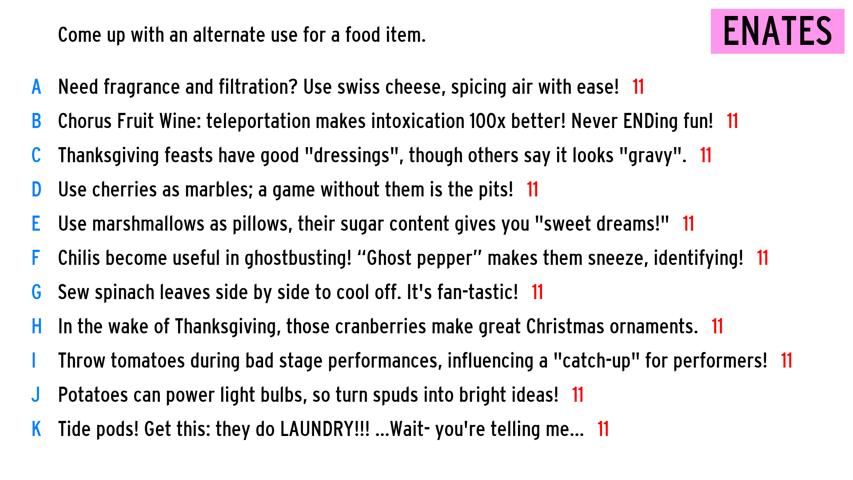 Come up with an alternate use for a food item.
ENATES
A Need fragrance and filtration? Use swiss cheese, spicing air with ease! 11
B Chorus Fruit Wine: teleportation makes intoxication 100x better! Never ENDing fun! 11
C Thanksgiving feasts have good "dressings", though others say it looks "gravy". 11
D Use cherries as marbles; a game without them is the pits! 11
E Use marshmallows as pillows, their sugar content gives you "sweet dreams!" 11
F Chilis become useful in ghostbusting! “Ghost pepper” makes them sneeze, identifying! 11
G Sew spinach leaves side by side to cool off. It's fan-tastic! 11
H In the wake of Thanksgiving, those cranberries make great Christmas ornaments. 11
I Throw tomatoes during bad stage performances, influencing a "catch-up" for performers! 11
J Potatoes can power light bulbs, so turn spuds into bright ideas! 11
K Tide pods! Get this: they do LAUNDRY!!! ...Wait- you're telling me... 11